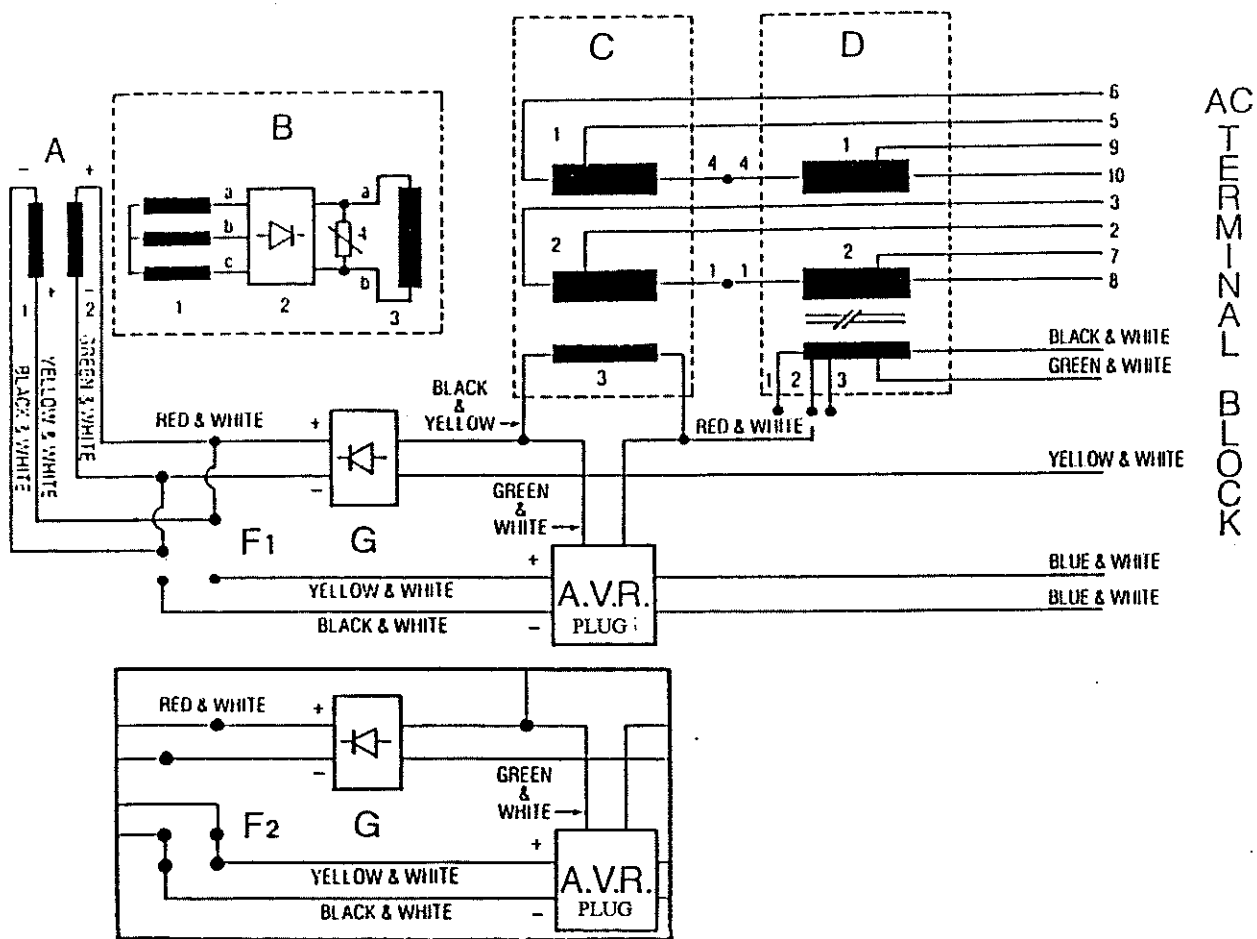 A
- +
1 + - 2
BLACK & WHITE
YELLOW & WHITE
GREEN & WHITE
B
a
b
c
a
4
b
1 2 3
C
1
2
3
4 4
1 1
D
1
2
1 2 3
6
5
9
10
3
2
7
8
BLACK & WHITE
GREEN & WHITE
YELLOW & WHITE
BLUE & WHITE
BLUE & WHITE
AC
TERMINAL
BLOCK
RED & WHITE
+
-
BLACK
&
YELLOW
RED & WHITE
GREEN
&
WHITE
F1
G
YELLOW & WHITE
+
BLACK & WHITE
-
A.V.R.
PLUG
RED & WHITE
+
-
GREEN
&
WHITE
F2
G
+
YELLOW & WHITE
BLACK & WHITE
-
A.V.R.
PLUG